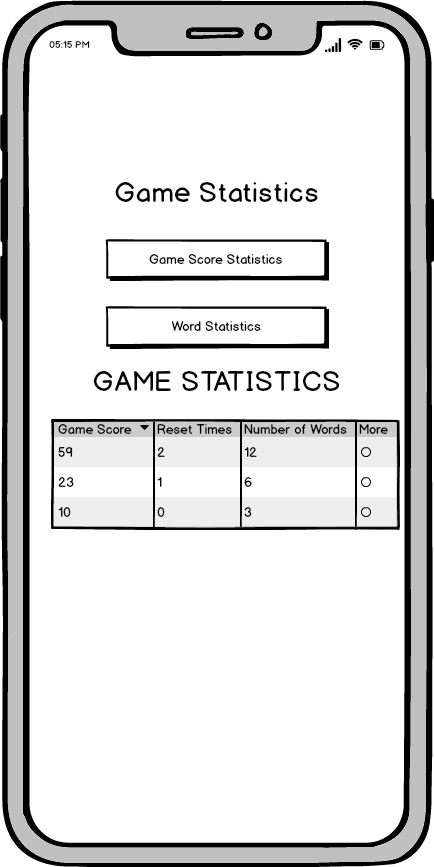 05:15 PM
Game Statistics
Game Score Statistics
Word Statistics
GAME STATISTICS
Game Score Reset Times Number of Words More
59 2 12
23 1 6
10 0 3